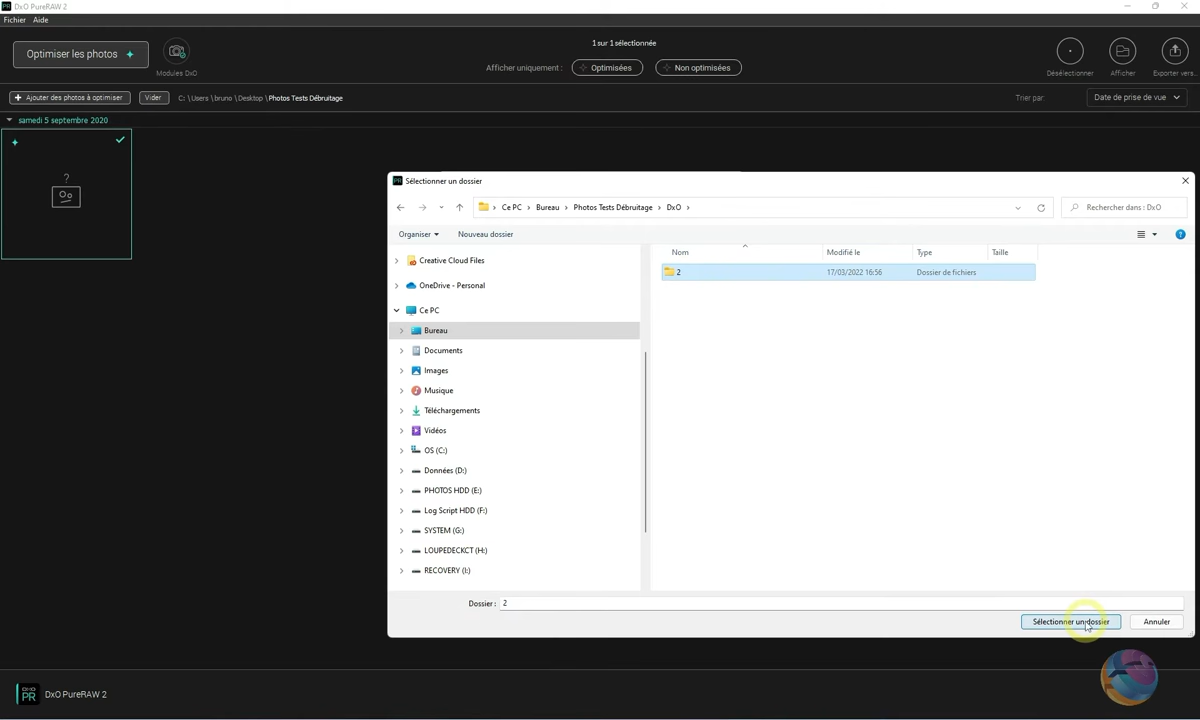 DxO PureRAW 2
Fichier Aide
Optimiser les photos
Modules DxO
1 sur 1 sélectionnée
Afficher uniquement :
Optimisées
Non optimisées
Désélectionner
Afficher
Exporter vers...
Ajouter des photos à optimiser
Vider
C: \Users \bruno \Desktop \Photos Tests Débruitage
Trier par:
Date de prise de vue
samedi 5 septembre 2020
?
PR Sélectionner un dossier
Ce PC > Bureau > Photos Tests Débruitage > DxO >
Rechercher dans : DxO
Organiser
Nouveau dossier
Nom
Modifié le
Type
Taille
2
17/03/2022 16:56
Dossier de fichiers
Creative Cloud Files
OneDrive - Personal
Ce PC
Bureau
Documents
Images
Musique
Téléchargements
Vidéos
OS (C:)
Données (D:)
PHOTOS HDD (E:)
Log Script HDD (F:)
SYSTEM (G:)
LOUPEDECKCT (H:)
RECOVERY (I:)
Dossier : 2
Sélectionner un dossier
Annuler
DXO PR
DxO PureRAW 2